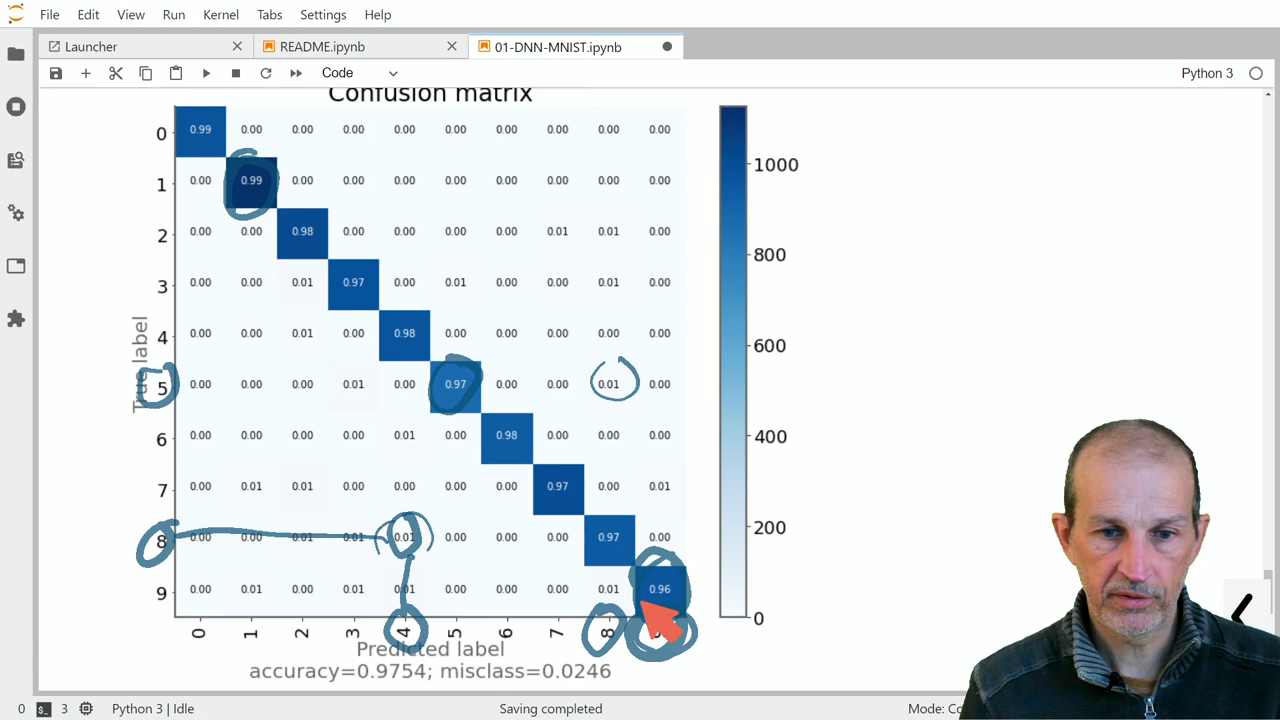 File Edit View Run Kernel Tabs Settings Help
Launcher README.ipynb 01-DNN-MNIST.ipynb
Code Python 3
Confusion matrix
0 0.99 0.00 0.00 0.00 0.00 0.00 0.00 0.00 0.00 0.00
1 0.00 0.99 0.00 0.00 0.00 0.00 0.00 0.00 0.00 0.00
2 0.00 0.00 0.98 0.00 0.00 0.00 0.00 0.01 0.01 0.00
3 0.00 0.00 0.01 0.97 0.00 0.01 0.00 0.00 0.00 0.00
4 0.00 0.00 0.01 0.00 0.98 0.00 0.00 0.00 0.00 0.00
5 0.00 0.00 0.00 0.01 0.00 0.97 0.00 0.00 0.01 0.00
6 0.00 0.00 0.00 0.00 0.01 0.00 0.98 0.00 0.00 0.00
7 0.00 0.01 0.01 0.00 0.00 0.00 0.00 0.97 0.00 0.01
8 0.00 0.00 0.01 0.01 0.01 0.00 0.00 0.00 0.97 0.00
9 0.00 0.01 0.00 0.01 0.01 0.00 0.00 0.00 0.01 0.96
0 1 2 3 4 5 6 7 8
True label
Predicted label
accuracy=0.9754; misclass=0.0246
1000
800
600
400
200
0
0 3 Python 3 | Idle Saving completed Mode: